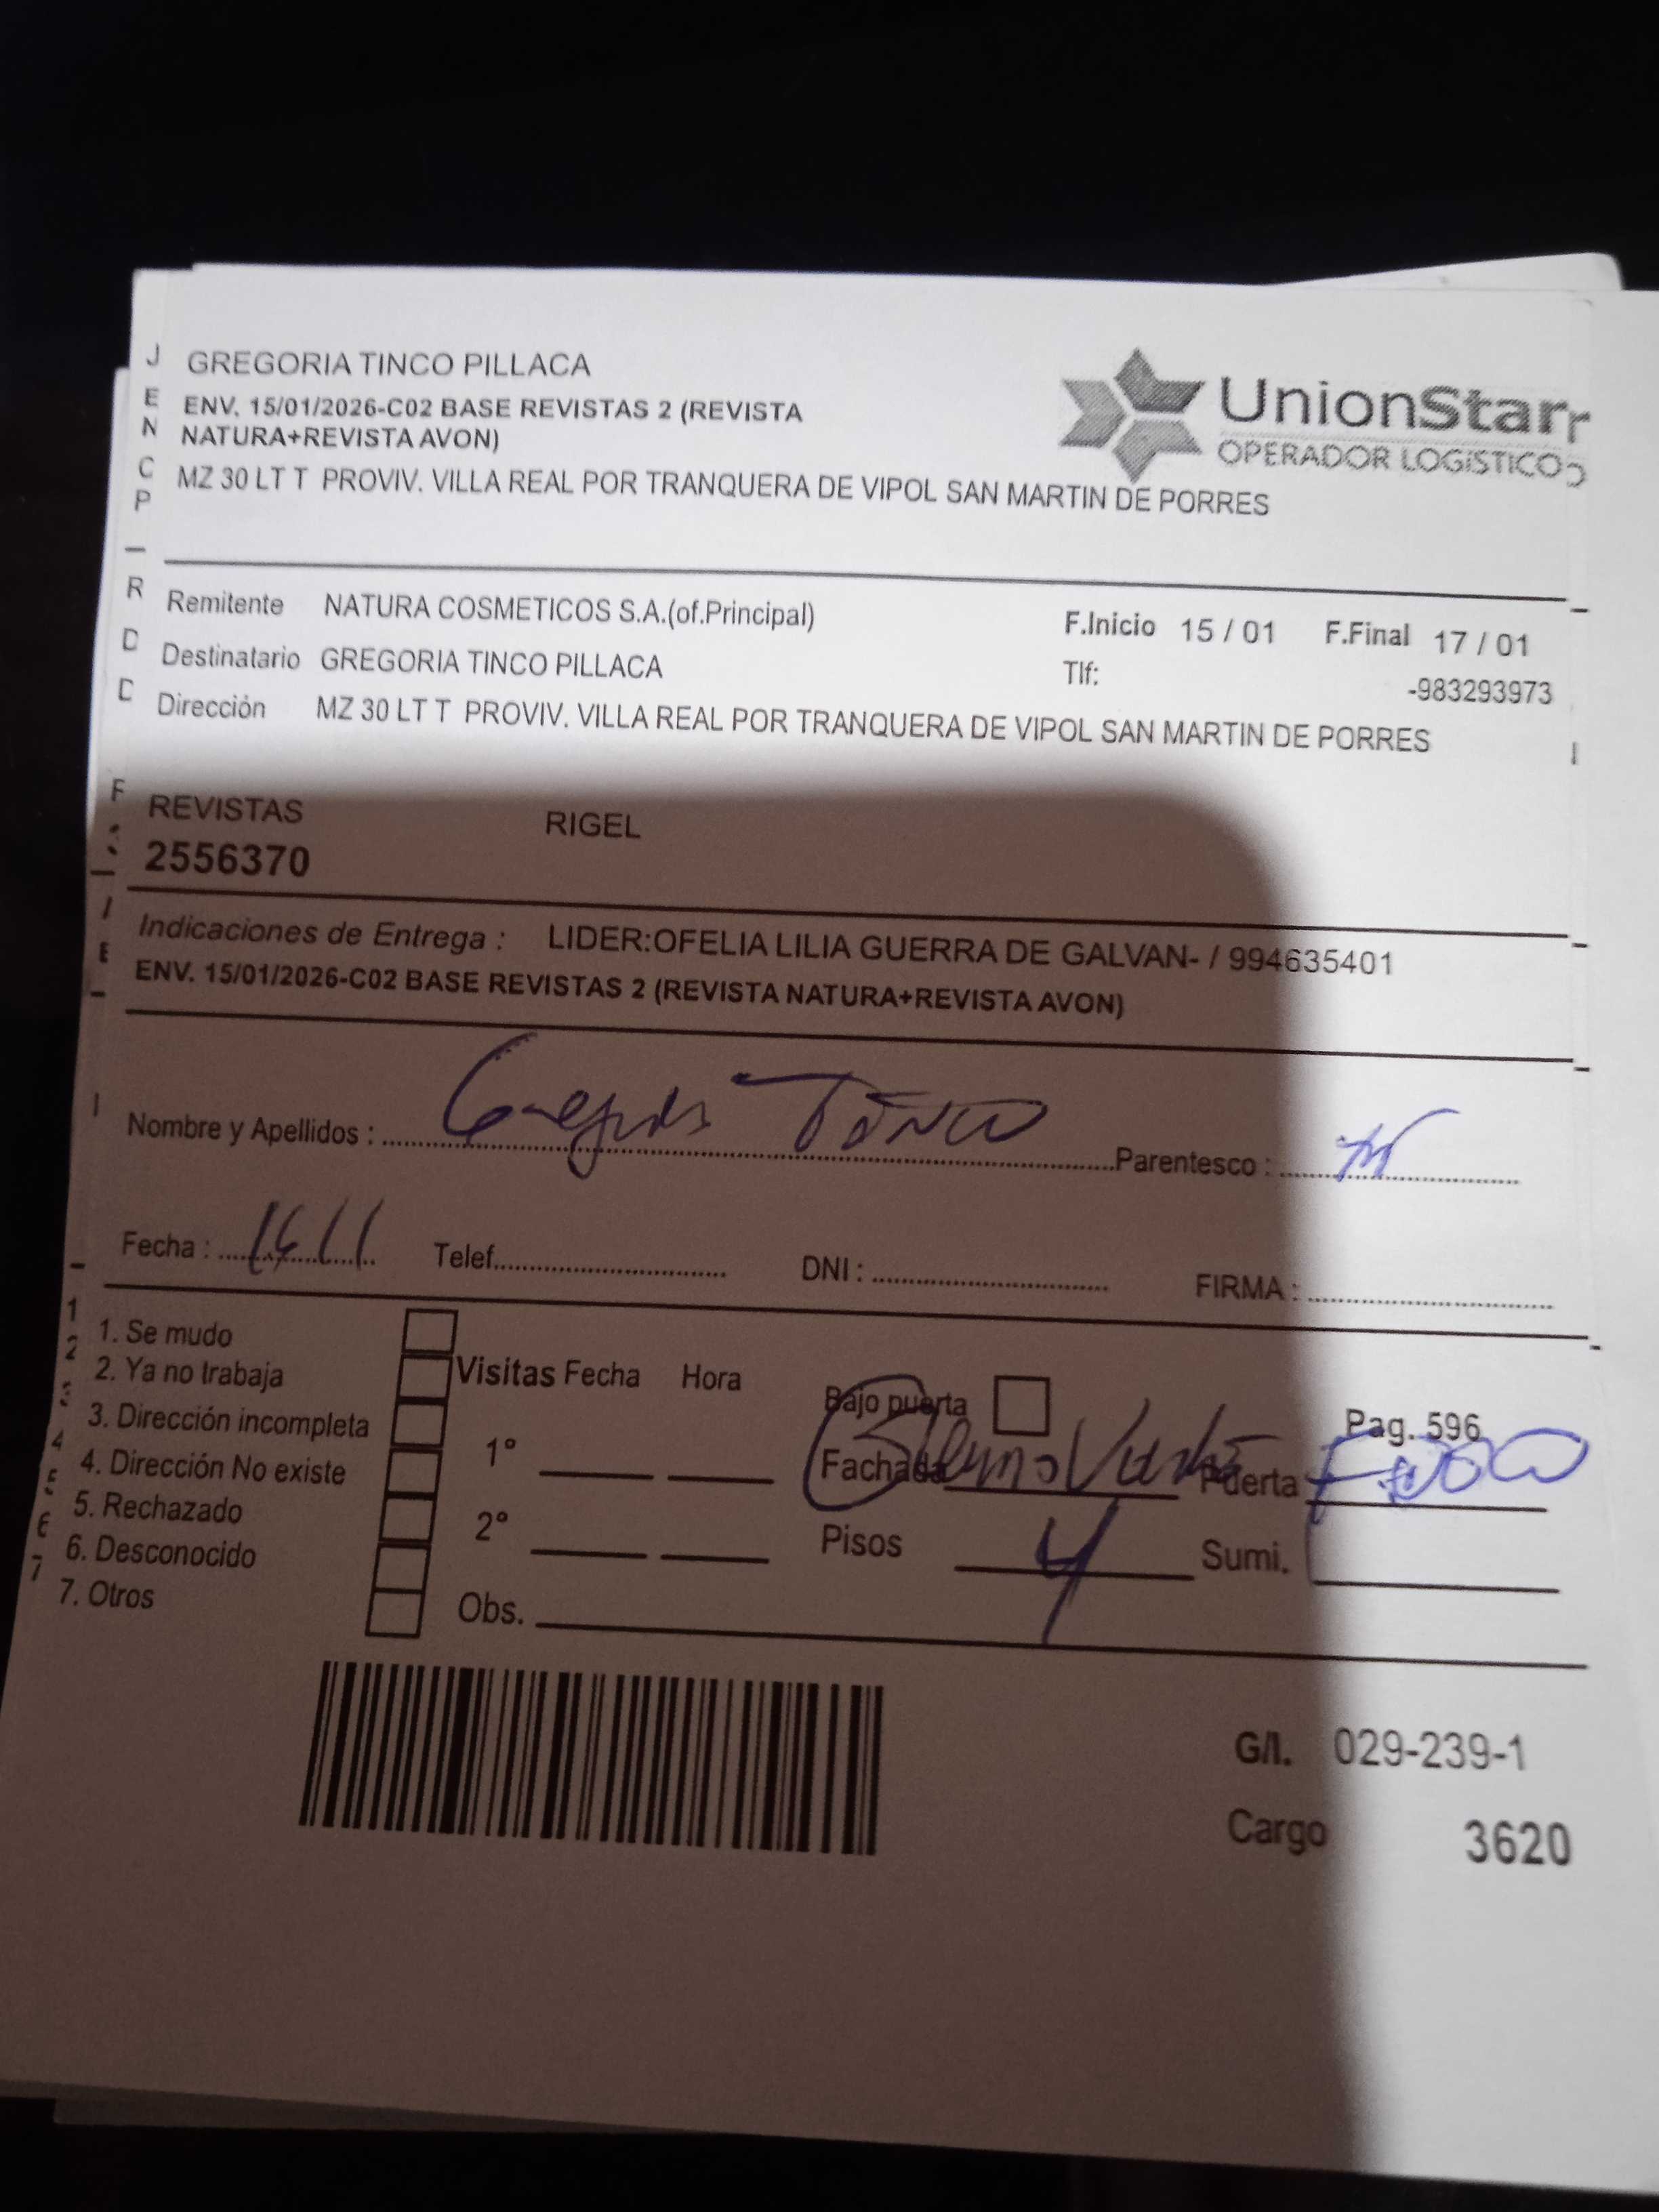 GREGORIA TINCO PILLACA
ENV. 15/01/2026-C02 BASE REVISTAS 2 (REVISTA
NATURA+REVISTA AVON)
MZ 30 LT T PROVIV. VILLA REAL POR TRANQUERA DE VIPOL SAN MARTIN DE PORRES
UnionStar
OPERADOR LOGÍSTICO
Remitente NATURA COSMETICOS S.A.(of.Principal) F.Inicio 15 / 01 F.Final 17 / 01
Destinatario GREGORIA TINCO PILLACA Tlf: -983293973
Dirección MZ 30 LT T PROVIV. VILLA REAL POR TRANQUERA DE VIPOL SAN MARTIN DE PORRES
REVISTAS RIGEL
2556370
Indicaciones de Entrega : LIDER:OFELIA LILIA GUERRA DE GALVAN- / 994635401
ENV. 15/01/2026-C02 BASE REVISTAS 2 (REVISTA NATURA+REVISTA AVON)
Nombre y Apellidos : Tinco Parentesco :
Fecha : Telef. DNI : FIRMA :
1. Se mudo
2. Ya no trabaja Visitas Fecha Hora Bajo puerta
3. Dirección incompleta Pag. 596
4. Dirección No existe 1° Fachada Puerta
5. Rechazado
6. Desconocido 2° Pisos 4 Sumi.
7. Otros Obs.
G/I. 029-239-1
Cargo 3620